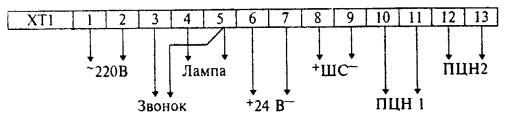 ХТ1 1 2 3 4 5 6 7 8 9 10 11 12 13
~220В Лампа +ШС− ПЦН2
Звонок +24 В− ПЦН 1